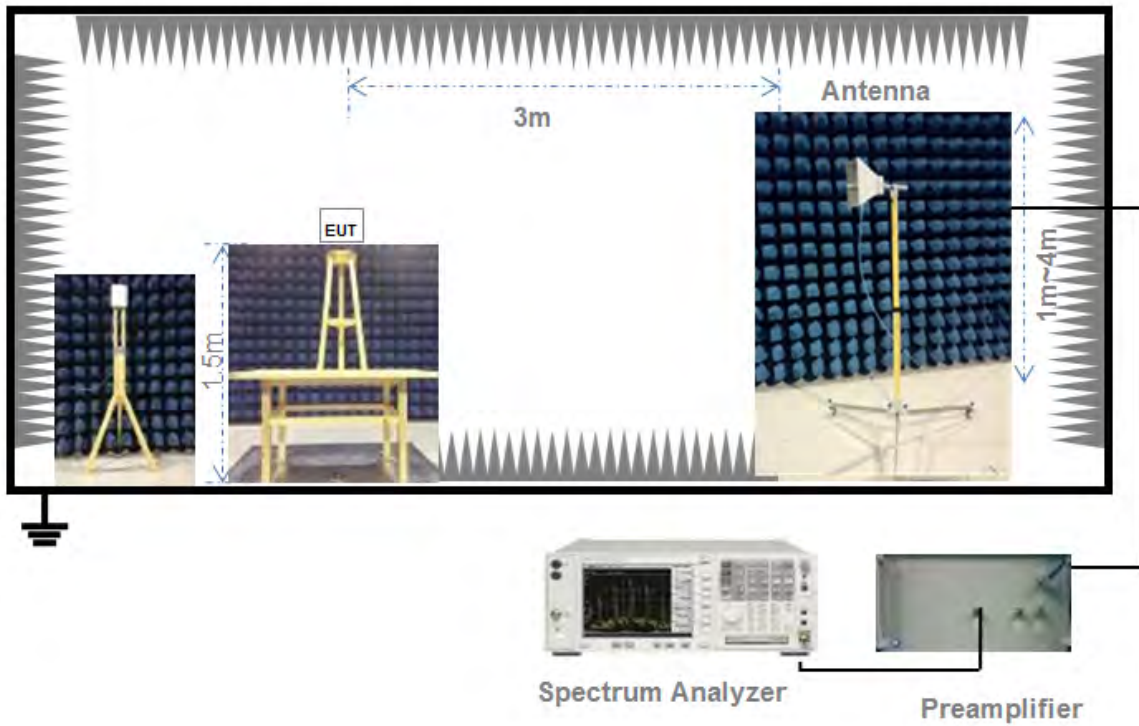 Antenna
3m
EUT
1.5m
1m~4m
Spectrum Analyzer
Preamplifier